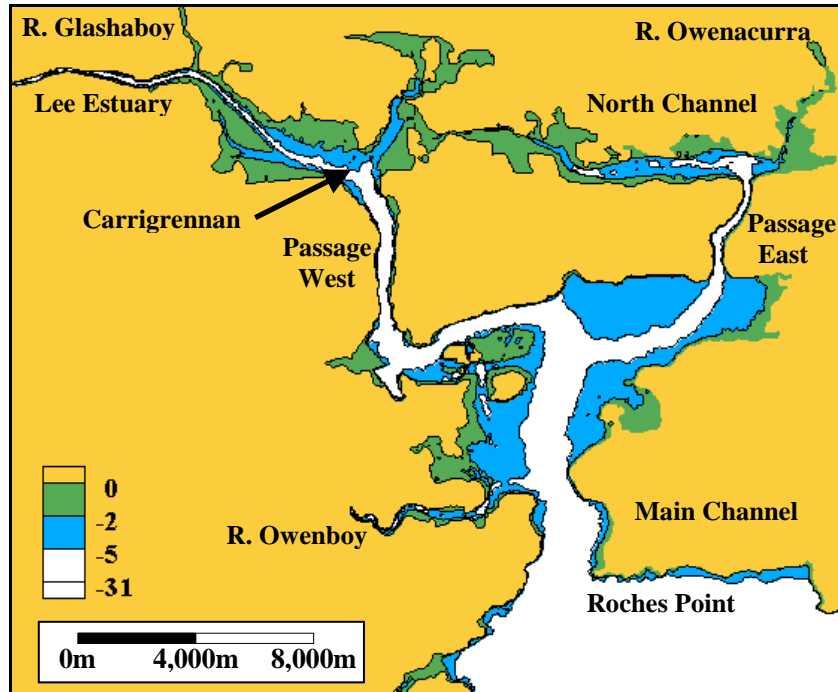 R. Glashaboy
R. Owenacurra
Lee Estuary
North Channel
Carrigrennan
Passage
West
Passage
East
0
-2
-5
-31
R. Owenboy
Main Channel
Roches Point
0m 4,000m 8,000m